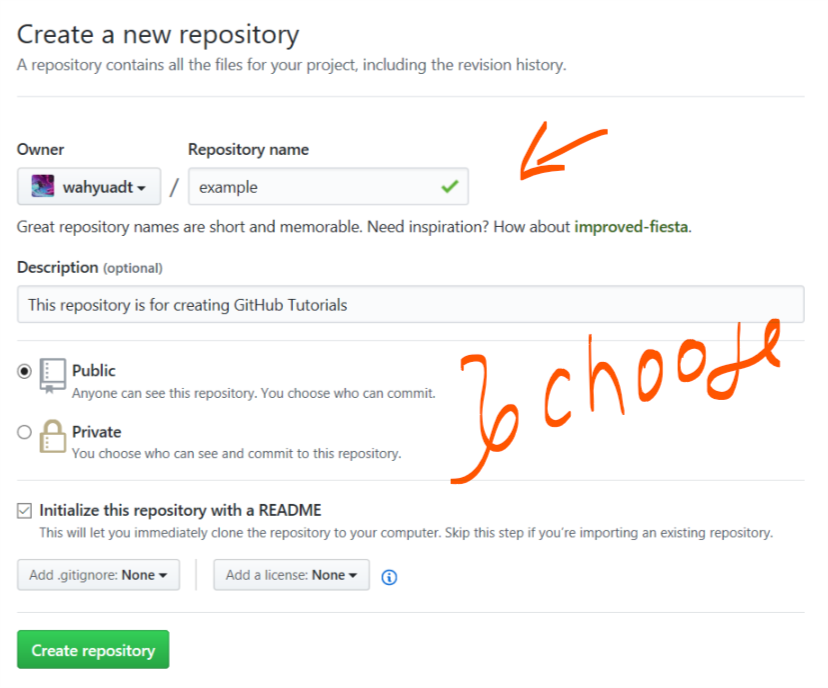 Create a new repository
A repository contains all the files for your project, including the revision history.
Owner Repository name
wahyuadt / example
Great repository names are short and memorable. Need inspiration? How about improved-fiesta.
Description (optional)
This repository is for creating GitHub Tutorials
choose
Public
Anyone can see this repository. You choose who can commit.
Private
You choose who can see and commit to this repository.
Initialize this repository with a README
This will let you immediately clone the repository to your computer. Skip this step if you're importing an existing repository.
Add .gitignore: None Add a license: None
Create repository